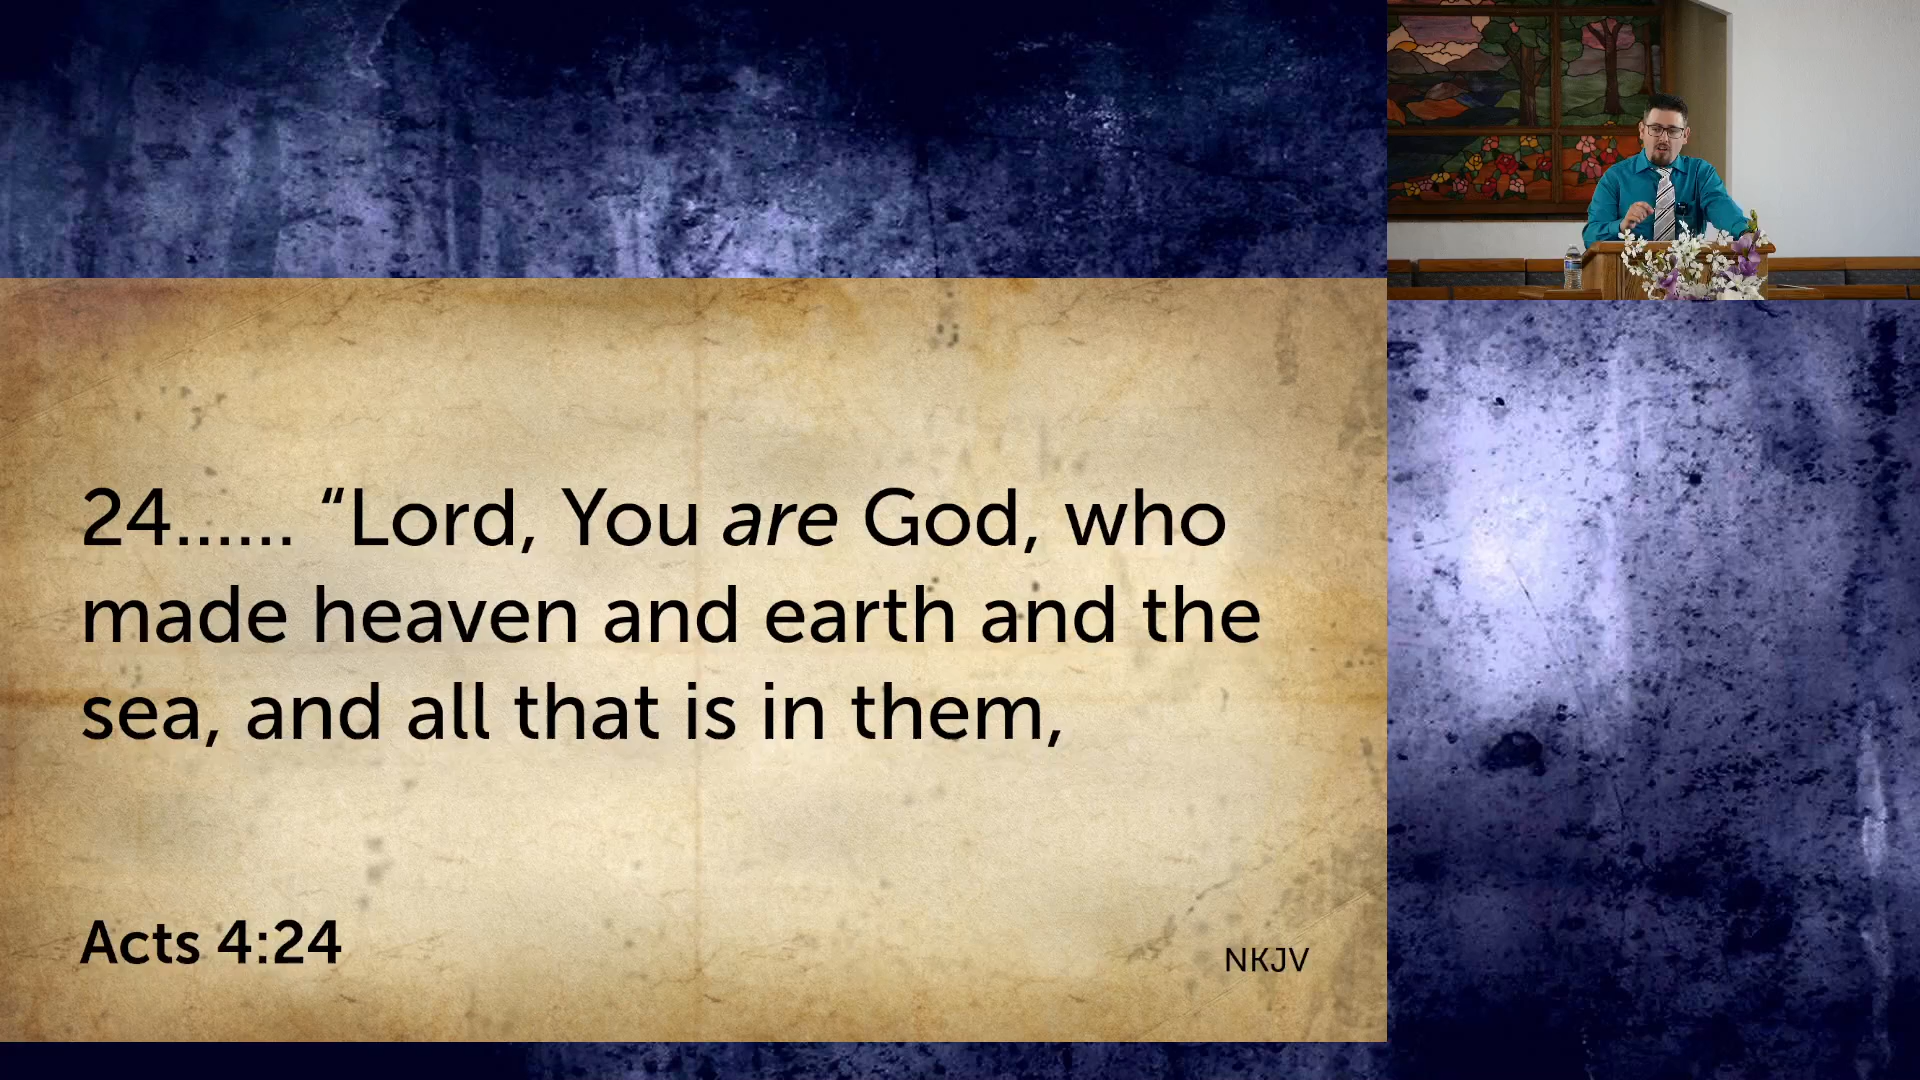 24...... “Lord, You are God, who
made heaven and earth and the
sea, and all that is in them,
Acts 4:24
NKJV